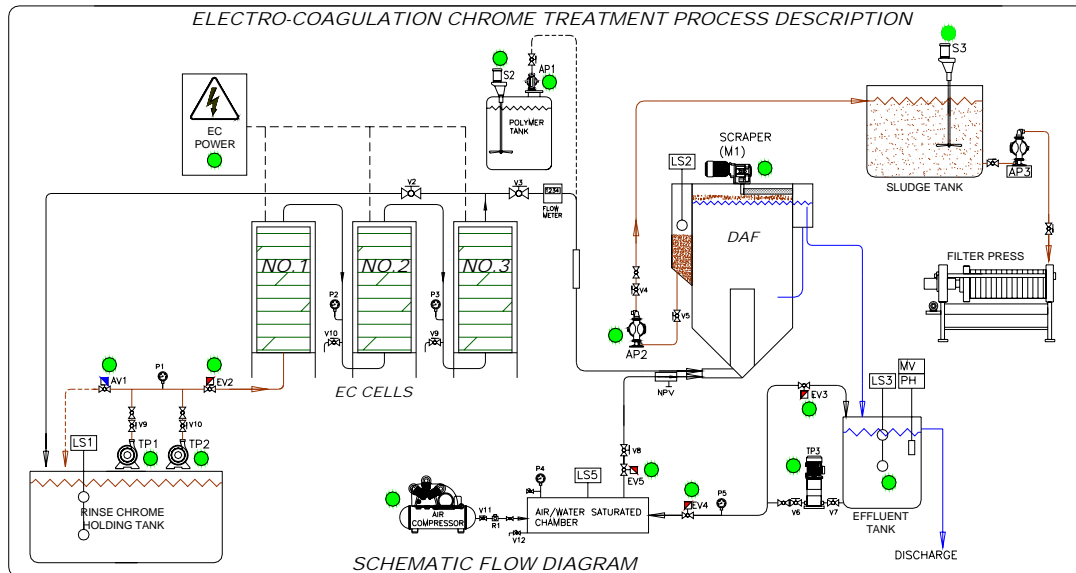 ELECTRO-COAGULATION CHROME TREATMENT PROCESS DESCRIPTION
S3
S2
AP1
EC
POWER
POLYMER
TANK
SCRAPER
(M1)
LS2
AP3
SLUDGE TANK
V2
V3
FLOW
METER
NO.1
NO.2
NO.3
DAF
FILTER PRESS
P2
P3
V4
V5
V10
V9
AP2
P1
AV1
EV2
EC CELLS
NPV
MV
PH
LS3
EV3
V9
V10
LS1
TP1
TP2
V8
EV5
TP3
P4
LS5
EV4
P5
V6
V7
RINSE CHROME
HOLDING TANK
AIR
COMPRESSOR
V11
R1
V12
AIR/WATER SATURATED
CHAMBER
EFFLUENT
TANK
DISCHARGE
SCHEMATIC FLOW DIAGRAM